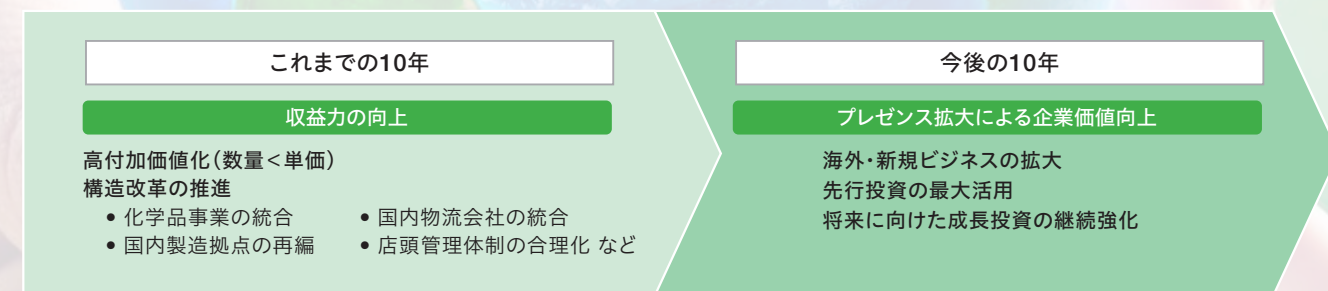 これまでの10年
収益力の向上
高付加価値化(数量<単価)
構造改革の推進
• 化学品事業の統合
• 国内物流会社の統合
• 国内製造拠点の再編
• 店頭管理体制の合理化 など
今後の10年
プレゼンス拡大による企業価値向上
海外・新規ビジネスの拡大
先行投資の最大活用
将来に向けた成長投資の継続強化